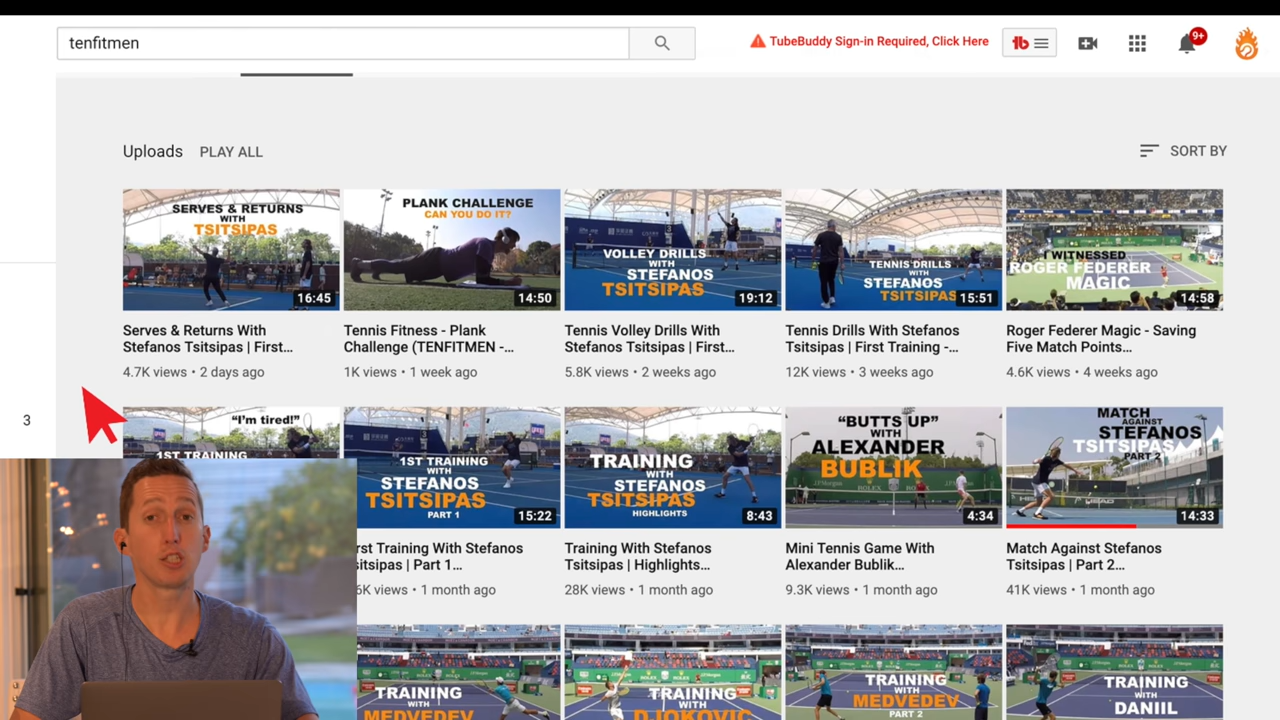 tenfitmen
TubeBuddy Sign-in Required, Click Here
9+
Uploads PLAY ALL
SORT BY
SERVES & RETURNS
WITH
TSITSIPAS
16:45
PLANK CHALLENGE
CAN YOU DO IT?
14:50
VOLLEY DRILLS
WITH
STEFANOS
TSITSIPAS
19:12
TENNIS DRILLS
WITH
STEFANOS
TSITSIPAS
15:51
I WITNESSED
ROGER FEDERER
MAGIC
14:58
Serves & Returns With
Stefanos Tsitsipas | First...
4.7K views • 2 days ago
Tennis Fitness - Plank
Challenge (TENFITMEN -...
1K views • 1 week ago
Tennis Volley Drills With
Stefanos Tsitsipas | First...
5.8K views • 2 weeks ago
Tennis Drills With Stefanos
Tsitsipas | First Training -...
12K views • 3 weeks ago
Roger Federer Magic - Saving
Five Match Points...
4.6K views • 4 weeks ago
3
"I'm tired!"
1ST TRAINING
1ST TRAINING
WITH
STEFANOS
TSITSIPAS
PART 1
15:22
TRAINING
WITH
STEFANOS
TSITSIPAS
HIGHLIGHTS
8:43
"BUTTS UP"
WITH
ALEXANDER
BUBLIK
4:34
MATCH
AGAINST
STEFANOS
TSITSIPAS
PART 2
14:33
rst Training With Stefanos
sitsipas | Part 1...
6K views • 1 month ago
Training With Stefanos
Tsitsipas | Highlights...
28K views • 1 month ago
Mini Tennis Game With
Alexander Bublik...
9.3K views • 1 month ago
Match Against Stefanos
Tsitsipas | Part 2...
41K views • 1 month ago
TRAINING
WITH
MEDVEDEV
TRAINING
WITH
DJOKOVIC
TRAINING
WITH
MEDVEDEV
PART 2
TRAINING
WITH
DANIIL